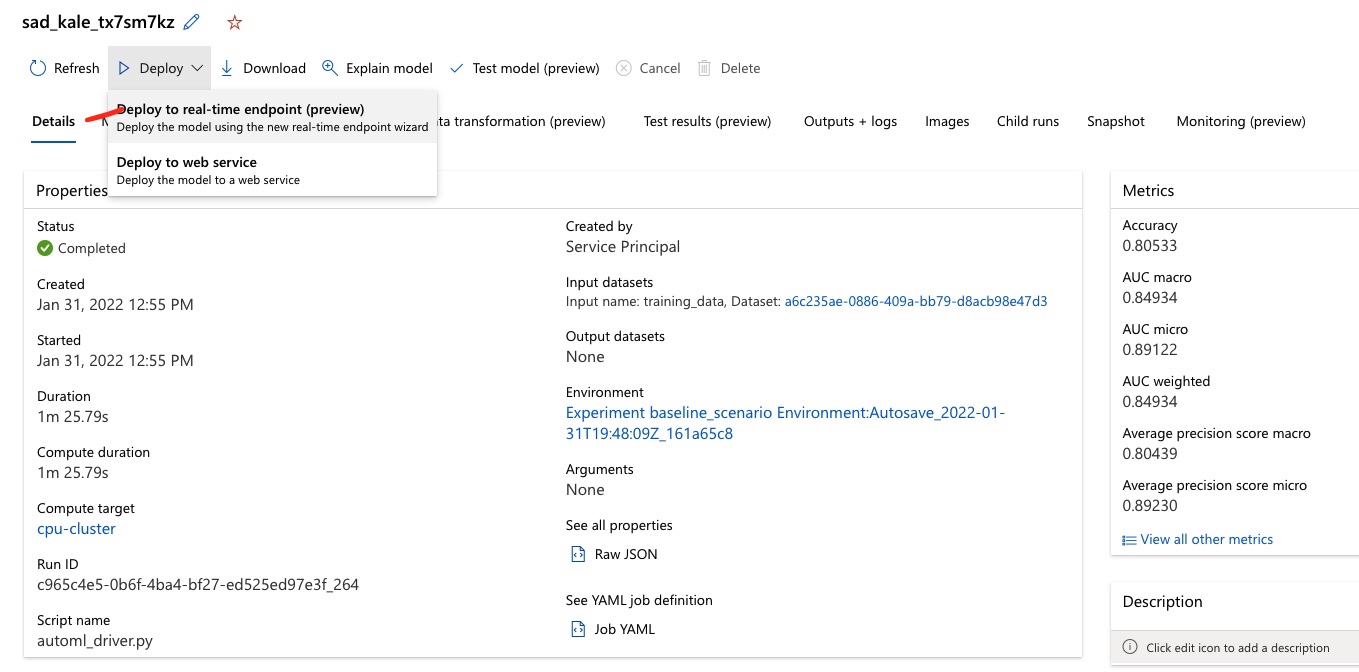 sad_kale_tx7sm7kz
Refresh
Deploy
Download
Explain model
Test model (preview)
Cancel
Delete
Deploy to real-time endpoint (preview)
Deploy the model using the new real-time endpoint wizard
Deploy to web service
Deploy the model to a web service
Details
ta transformation (preview)
Test results (preview)
Outputs + logs
Images
Child runs
Snapshot
Monitoring (preview)
Properties
Status
Completed
Created
Jan 31, 2022 12:55 PM
Started
Jan 31, 2022 12:55 PM
Duration
1m 25.79s
Compute duration
1m 25.79s
Compute target
cpu-cluster
Run ID
c965c4e5-0b6f-4ba4-bf27-ed525ed97e3f_264
Script name
automl_driver.py
Created by
Service Principal
Input datasets
Input name: training_data, Dataset: a6c235ae-0886-409a-bb79-d8acb98e47d3
Output datasets
None
Environment
Experiment baseline_scenario Environment:Autosave_2022-01-
31T19:48:09Z_161a65c8
Arguments
None
See all properties
Raw JSON
See YAML job definition
Job YAML
Metrics
Accuracy
0.80533
AUC macro
0.84934
AUC micro
0.89122
AUC weighted
0.84934
Average precision score macro
0.80439
Average precision score micro
0.89230
View all other metrics
Description
Click edit icon to add a description